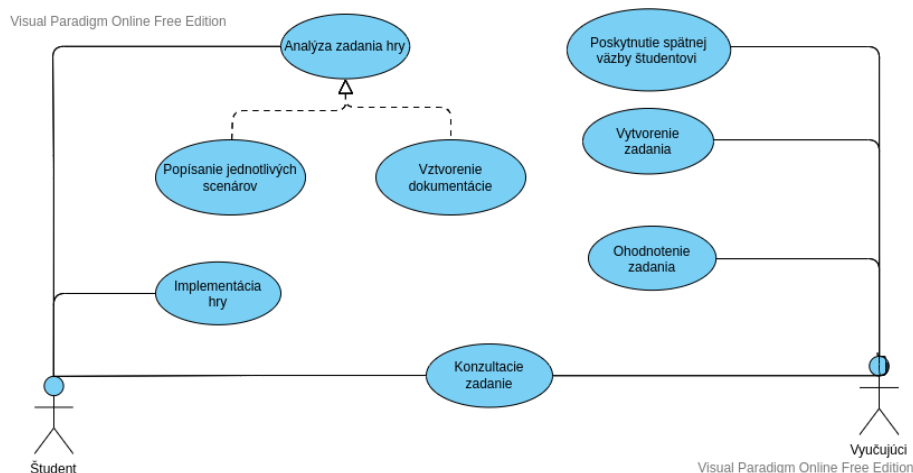 Visual Paradigm Online Free Edition
Analýza zadania hry
Poskytnutie spätnej
väzby študentovi
Vytvorenie
zadania
Popísanie jednotlivých
scenárov
Vztvorenie
dokumentácie
Ohodnotenie
zadania
Implementácia
hry
Konzultacie
zadanie
Študent
Vyučujúci
Visual Paradigm Online Free Edition